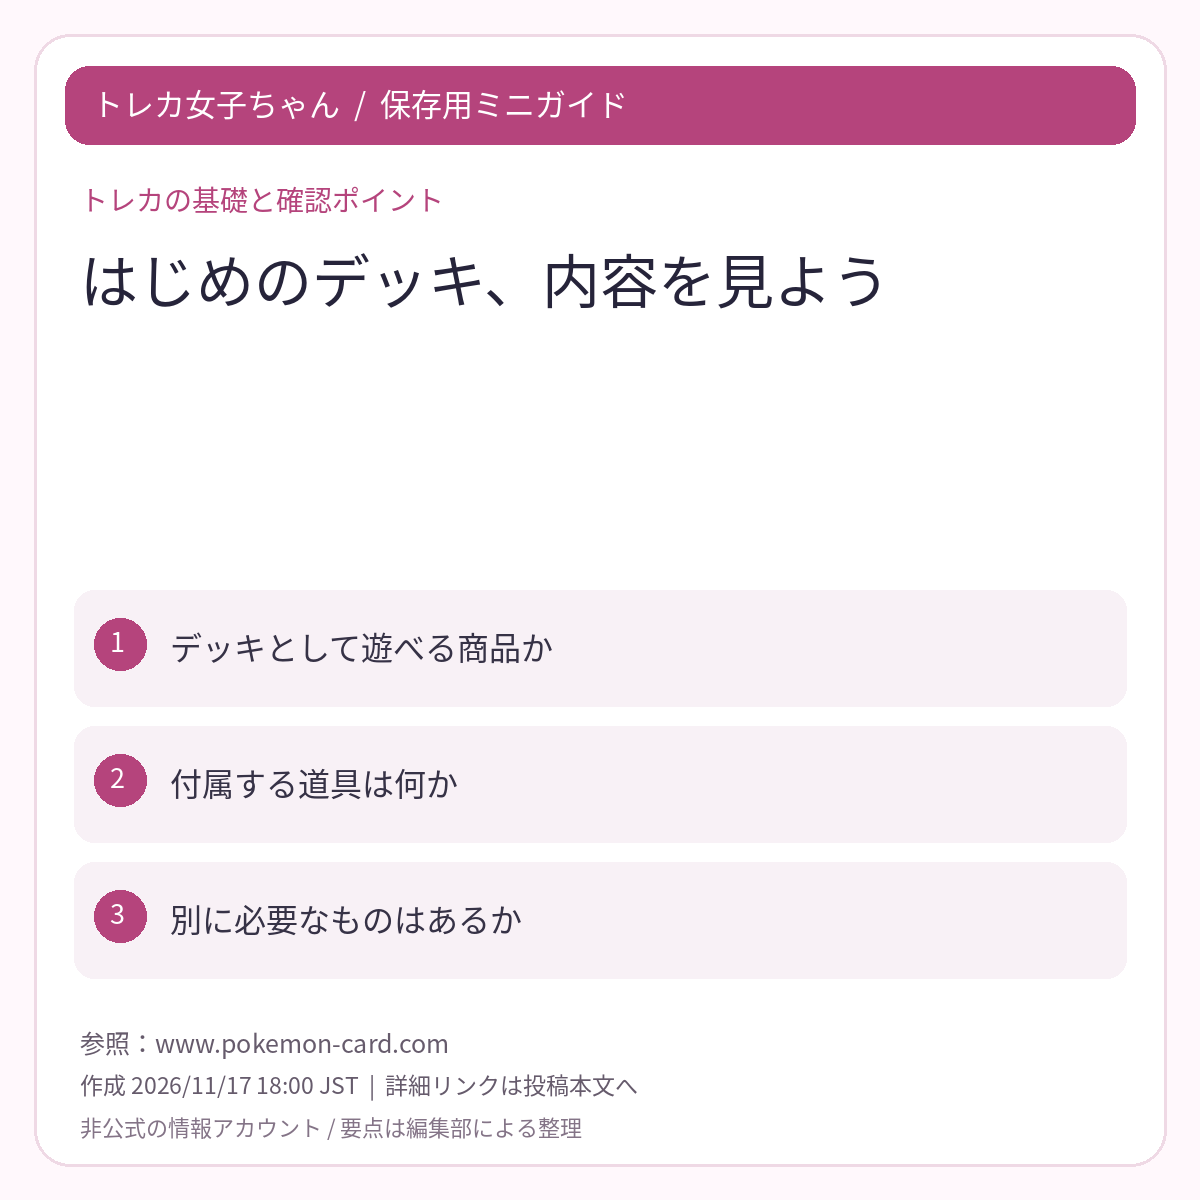 トレカ女子ちゃん / 保存用ミニガイド
トレカの基礎と確認ポイント
はじめのデッキ、内容を見よう
1 デッキとして遊べる商品か
2 付属する道具は何か
3 別に必要なものはあるか
参照：www.pokemon-card.com
作成 2026/11/17 18:00 JST｜詳細リンクは投稿本文へ
非公式の情報アカウント / 要点は編集部による整理